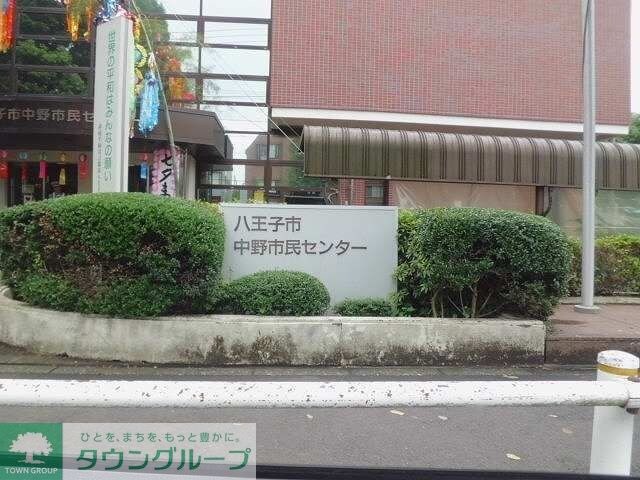 世界の平和はみんなの願い
子市中野市民セン
七夕ま
八王子市
中野市民センター
TOWN GROUP
ひとを、まちを、もっと豊かに。
タウングループ